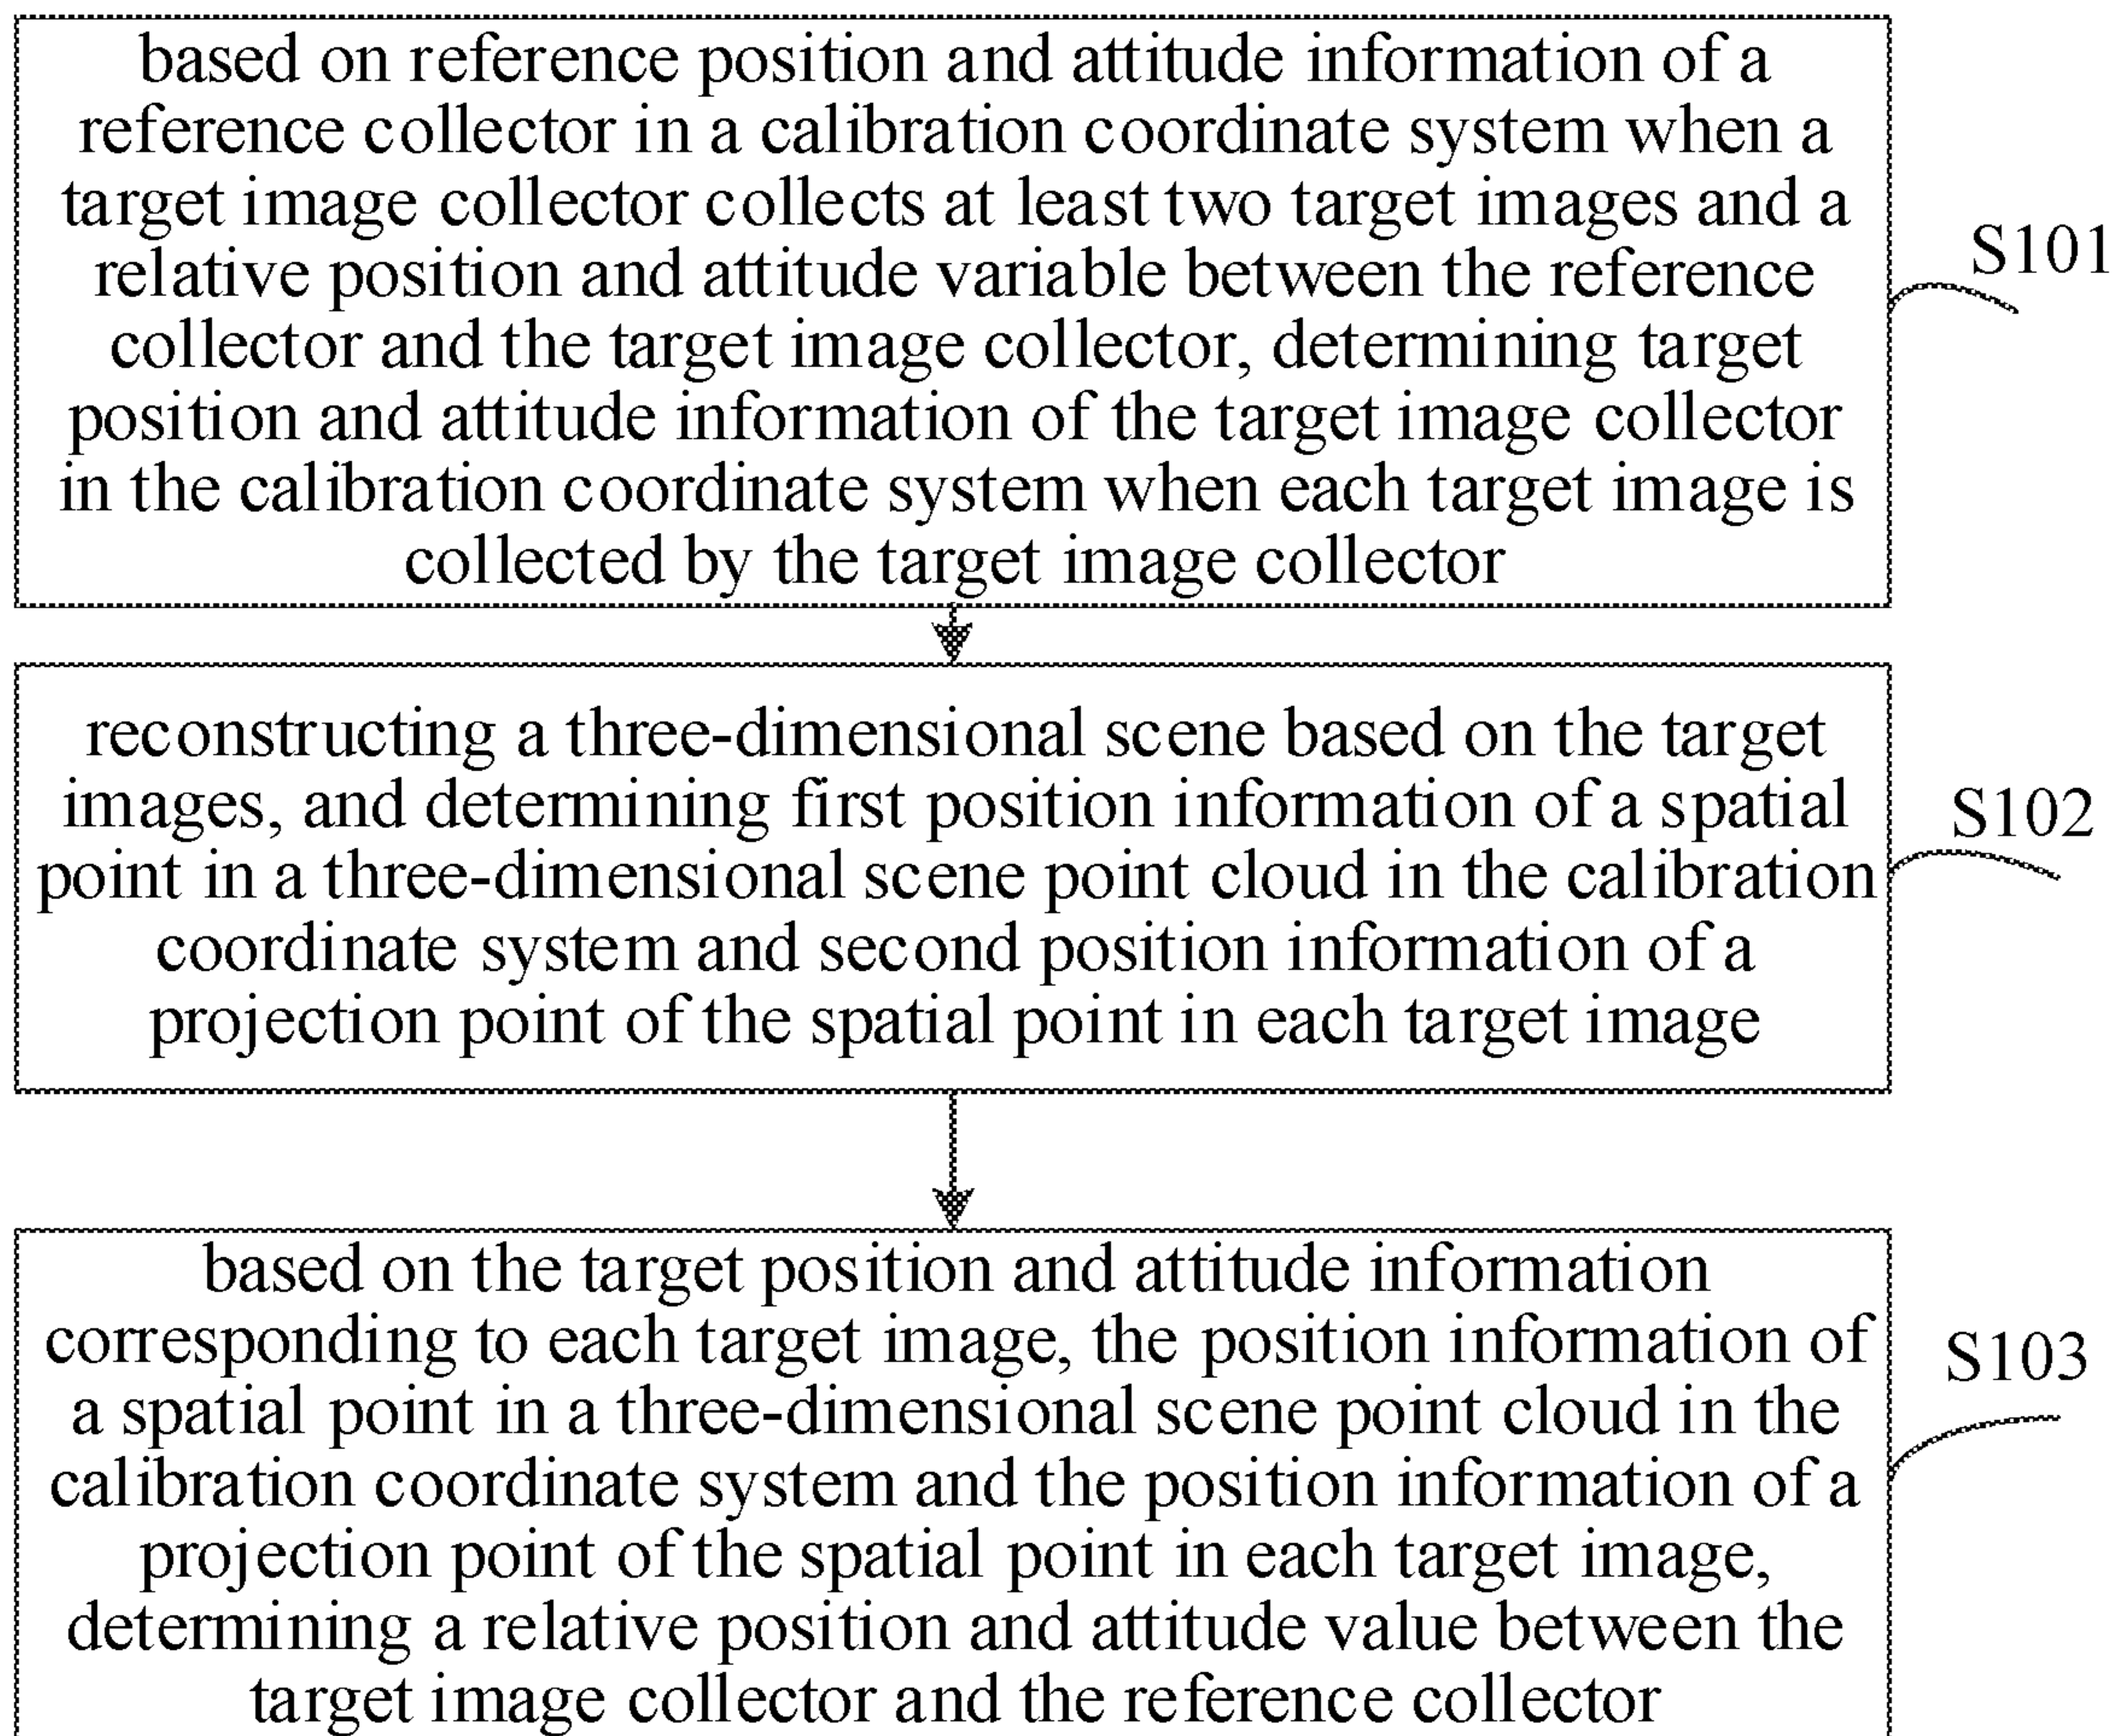 based on reference position and attitude information of a
reference collector in a calibration coordinate system when a
target image collector collects at least two target images and a
relative position and attitude variable between the reference
collector and the target image collector, determining target
position and attitude information of the target image collector
in the calibration coordinate system when each target image is
collected by the target image collector
S101
reconstructing a three-dimensional scene based on the target
images, and determining first position information of a spatial
point in a three-dimensional scene point cloud in the calibration
coordinate system and second position information of a
projection point of the spatial point in each target image
S102
based on the target position and attitude information
corresponding to each target image, the position information of
a spatial point in a three-dimensional scene point cloud in the
calibration coordinate system and the position information of a
projection point of the spatial point in each target image,
determining a relative position and attitude value between the
target image collector and the reference collector
S103